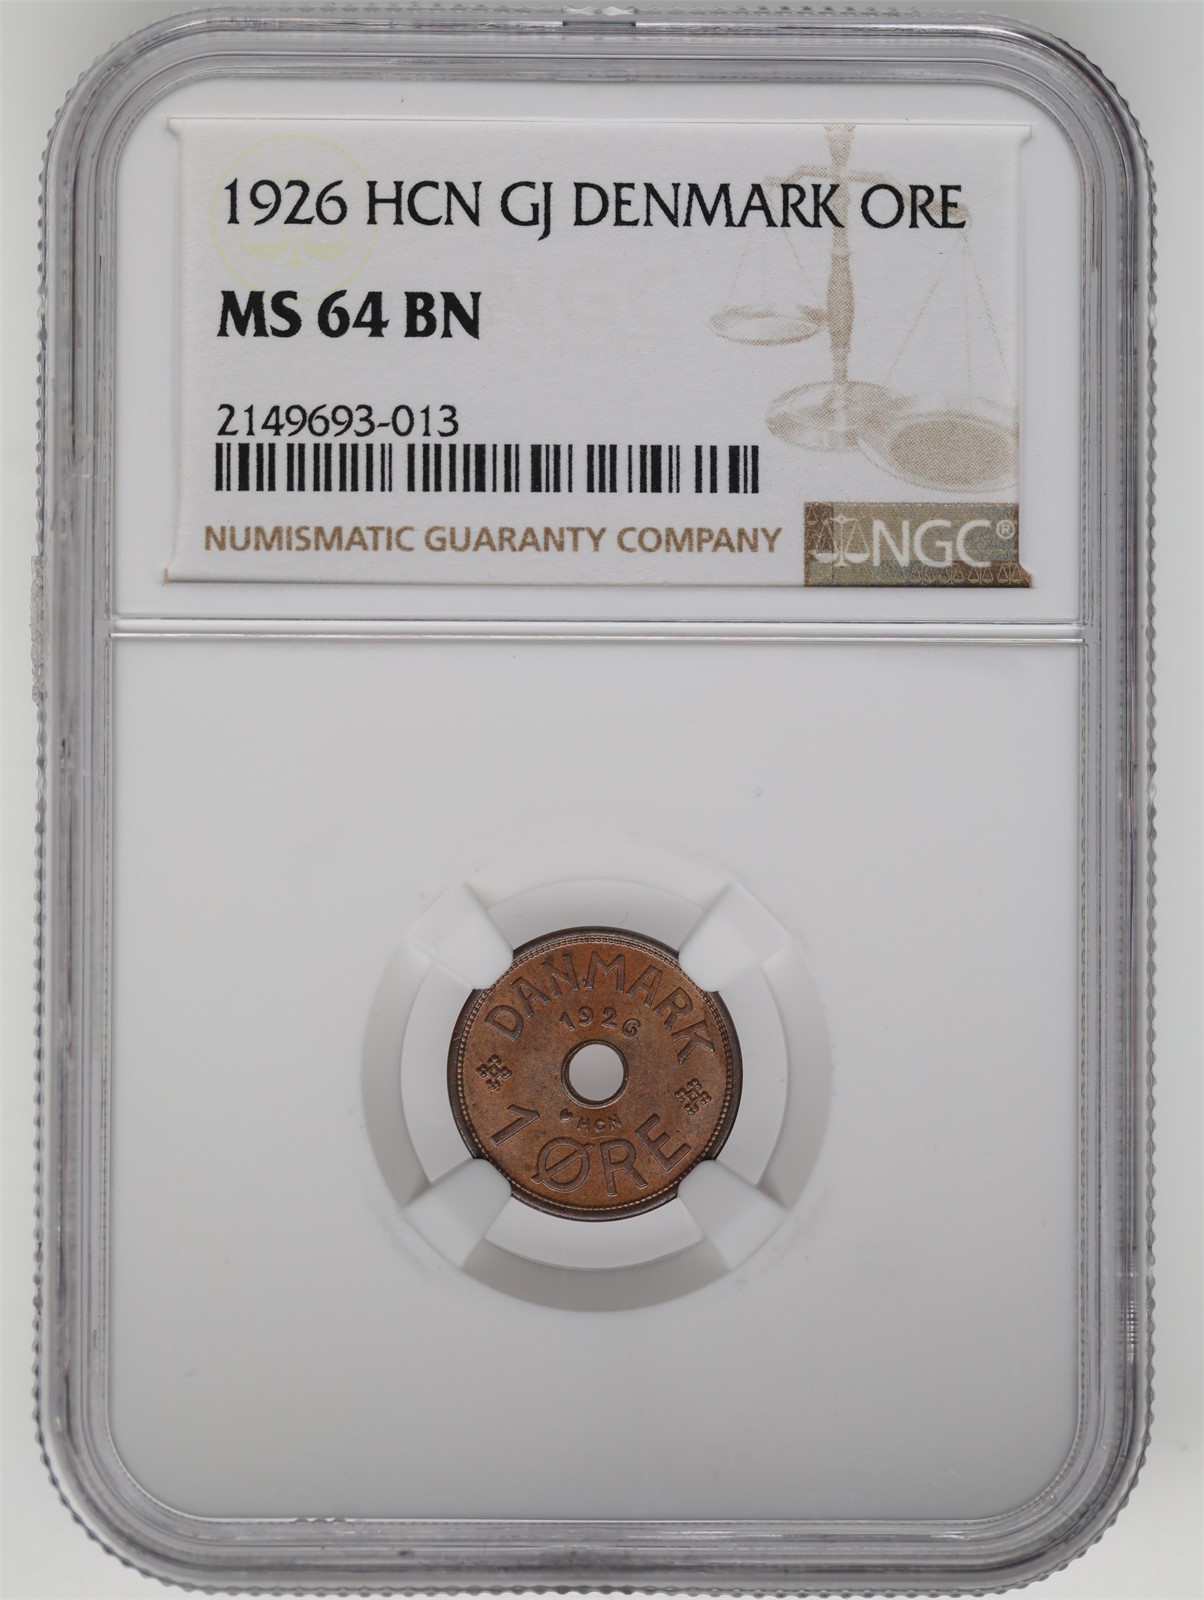 1926 HCN GJ DENMARK ORE
MS 64 BN
2149693-013
NUMISMATIC GUARANTY COMPANY
NGC®
DANMARK
1926
HCN
1 ØRE